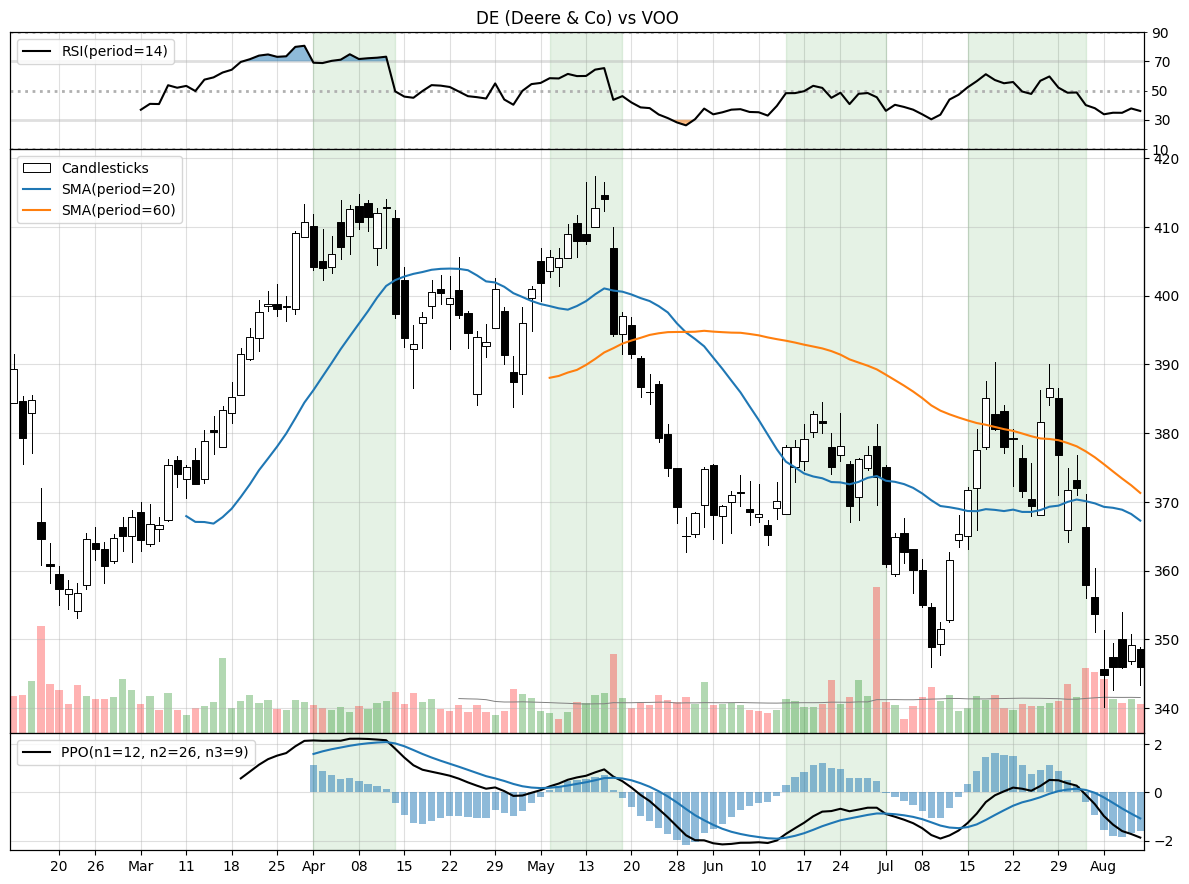 DE (Deere & Co) vs VOO
RSI(period=14)
90
70
50
30
10
Candlesticks
SMA(period=20)
SMA(period=60)
420
410
400
390
380
370
360
350
340
PPO(n1=12, n2=26, n3=9)
2
0
−2
20 26 Mar 11 18 25 Apr 08 15 22 29 May 13 20 28 Jun 10 17 24 Jul 08 15 22 29 Aug